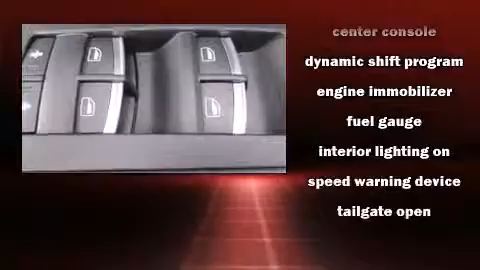 center console
dynamic shift program
engine immobilizer
fuel gauge
interior lighting on
speed warning device
tailgate open